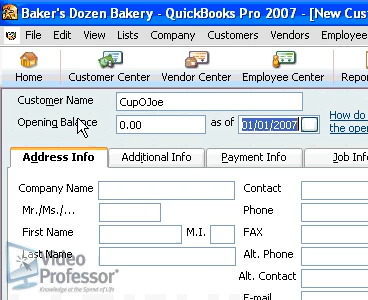 Baker's Dozen Bakery - QuickBooks Pro 2007 - [New Cus
File Edit View Lists Company Customers Vendors Employee
Home Customer Center Vendor Center Employee Center Repor
Customer Name CupOJoe
Opening Balance 0.00 as of 01/01/2007 How do
the open
Address Info Additional Info Payment Info Job Info
Company Name Contact
Mr./Ms./... Phone
First Name M.I. FAX
Last Name Alt. Phone
Alt. Contact
E-mail
Video
Professor®
Knowledge at the Speed of Life